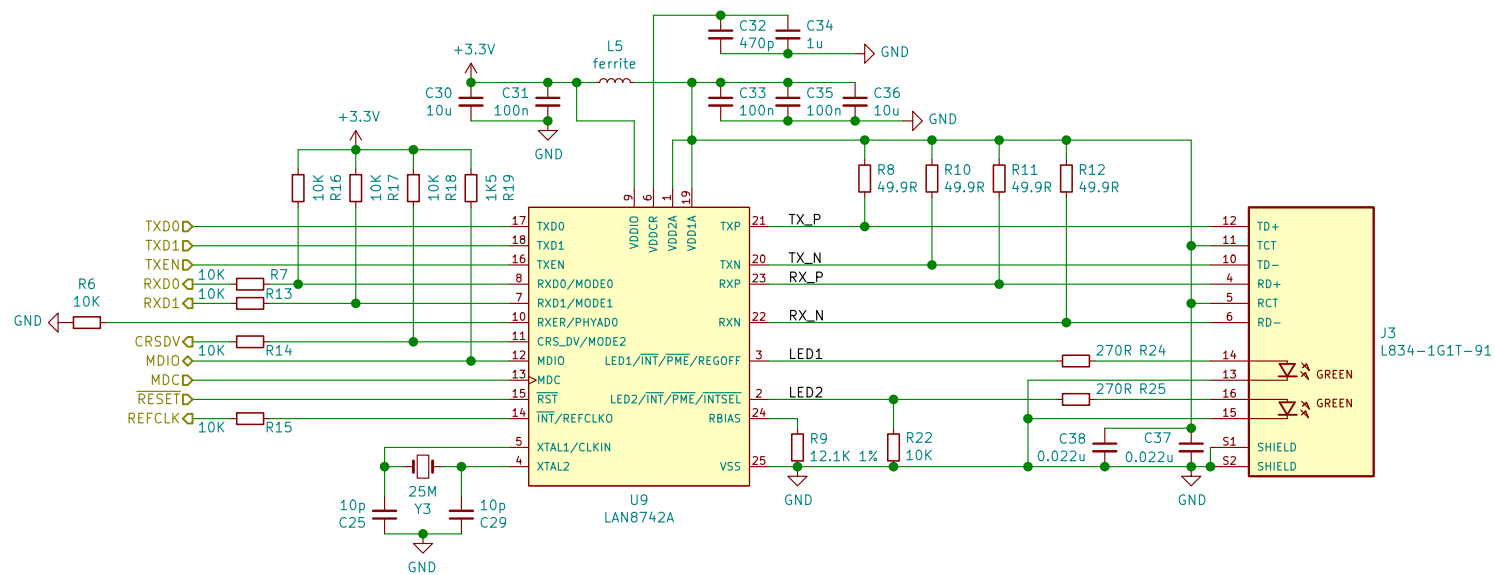 C32
470p
C34
1u
GND
+3.3V
L5
ferrite
C30
10u
C31
100n
C33
100n
C35
100n
C36
10u
GND
GND
+3.3V
10K
R16
10K
R17
10K
R18
1K5
R19
R8
49.9R
R10
49.9R
R11
49.9R
R12
49.9R
9
6
1
19
VDDIO
VDDCR
VDD2A
VDD1A
TXD0
17
TXD0
TXP
21
TX_P
12
TD+
TXD1
18
TXD1
11
TCT
TXEN
16
TXEN
TXN
20
TX_N
10
TD-
RXD0
10K
R7
8
RXD0/MODE0
RXP
23
RX_P
4
RD+
RXD1
10K
R13
7
RXD1/MODE1
5
RCT
R6
10K
GND
10
RXER/PHYAD0
RXN
22
RX_N
6
RD-
CRSDV
10K
R14
11
CRS_DV/MODE2
MDIO
12
MDIO
LED1/INT/PME/REGOFF
3
LED1
270R R24
14
MDC
13
MDC
13
GREEN
RESET
15
RST
LED2/INT/PME/INTSEL
2
LED2
270R R25
16
GREEN
REFCLK
10K
R15
14
INT/REFCLKO
RBIAS
24
15
5
XTAL1/CLKIN
R9
12.1K 1%
R22
10K
C38
0.022u
C37
0.022u
S1
SHIELD
4
XTAL2
VSS
25
S2
SHIELD
J3
L834-1G1T-91
25M
Y3
10p
C25
10p
C29
GND
U9
LAN8742A
GND
GND